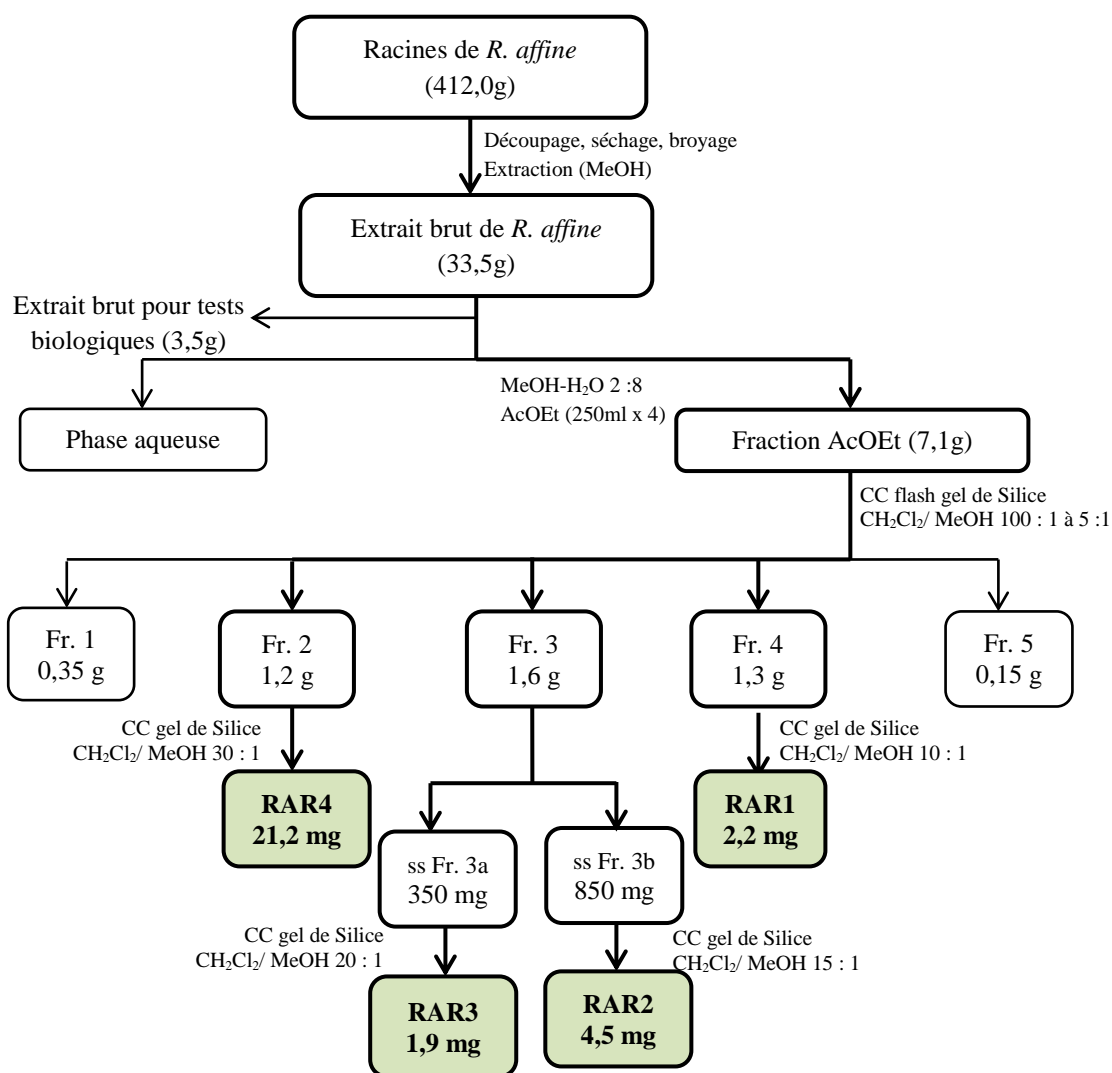 Racines de R. affine
(412,0g)
Découpage, séchage, broyage
Extraction (MeOH)
Extrait brut de R. affine
(33,5g)
Extrait brut pour tests
biologiques (3,5g)
MeOH-H₂O 2 :8
AcOEt (250ml x 4)
Phase aqueuse
Fraction AcOEt (7,1g)
CC flash gel de Silice
CH₂Cl₂/ MeOH 100 : 1 à 5 :1
Fr. 1
0,35 g
Fr. 2
1,2 g
Fr. 3
1,6 g
Fr. 4
1,3 g
Fr. 5
0,15 g
CC gel de Silice
CH₂Cl₂/ MeOH 30 : 1
CC gel de Silice
CH₂Cl₂/ MeOH 10 : 1
RAR4
21,2 mg
RAR1
2,2 mg
ss Fr. 3a
350 mg
ss Fr. 3b
850 mg
CC gel de Silice
CH₂Cl₂/ MeOH 20 : 1
CC gel de Silice
CH₂Cl₂/ MeOH 15 : 1
RAR3
1,9 mg
RAR2
4,5 mg